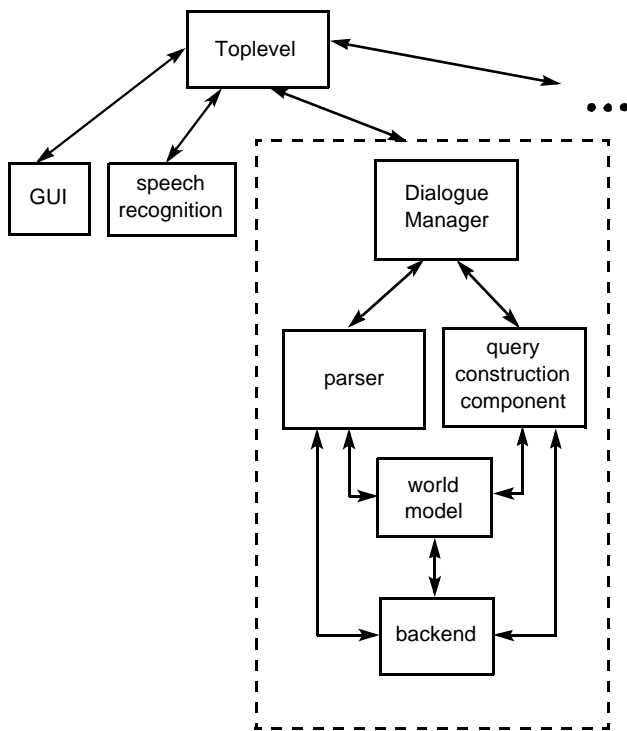 Toplevel
...
GUI
speech
recognition
Dialogue
Manager
parser
query
construction
component
world
model
backend